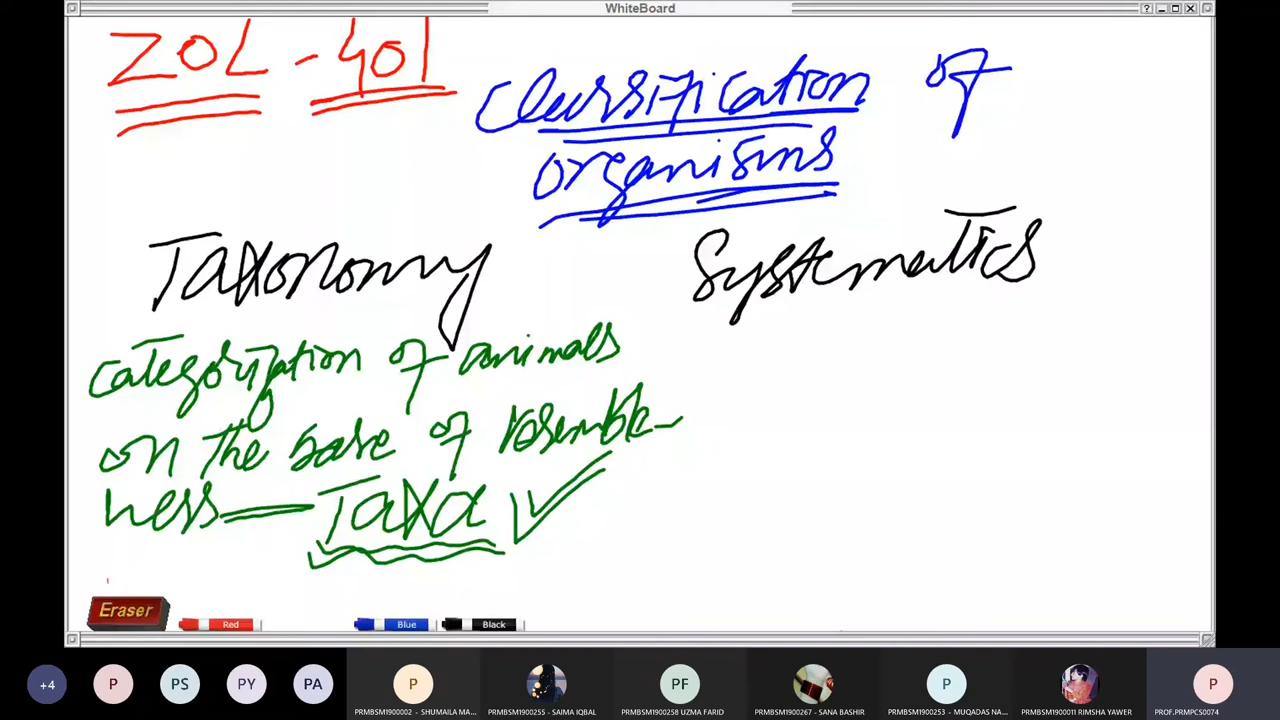 WhiteBoard
ZOL - 401
Classification of
organisms
Taxonomy
Systematics
categorization of animals
on the base of resemble-
ness — Taxa ✓
Eraser
Red
Blue
Black
+4
P
PS
PY
PA
P
PF
P
P
PRMBSM1900002 - SHUMAILA MA...
PRMBSM1900255 - SAIMA IQBAL
PRMBSM1900258 UZMA FARID
PRMBSM1900267 - SANA BASHIR
PRMBSM1900253 - MUQADAS NA...
PRMBSM1900011 RIMSHA YAWER
PROF.PRMPCS0074